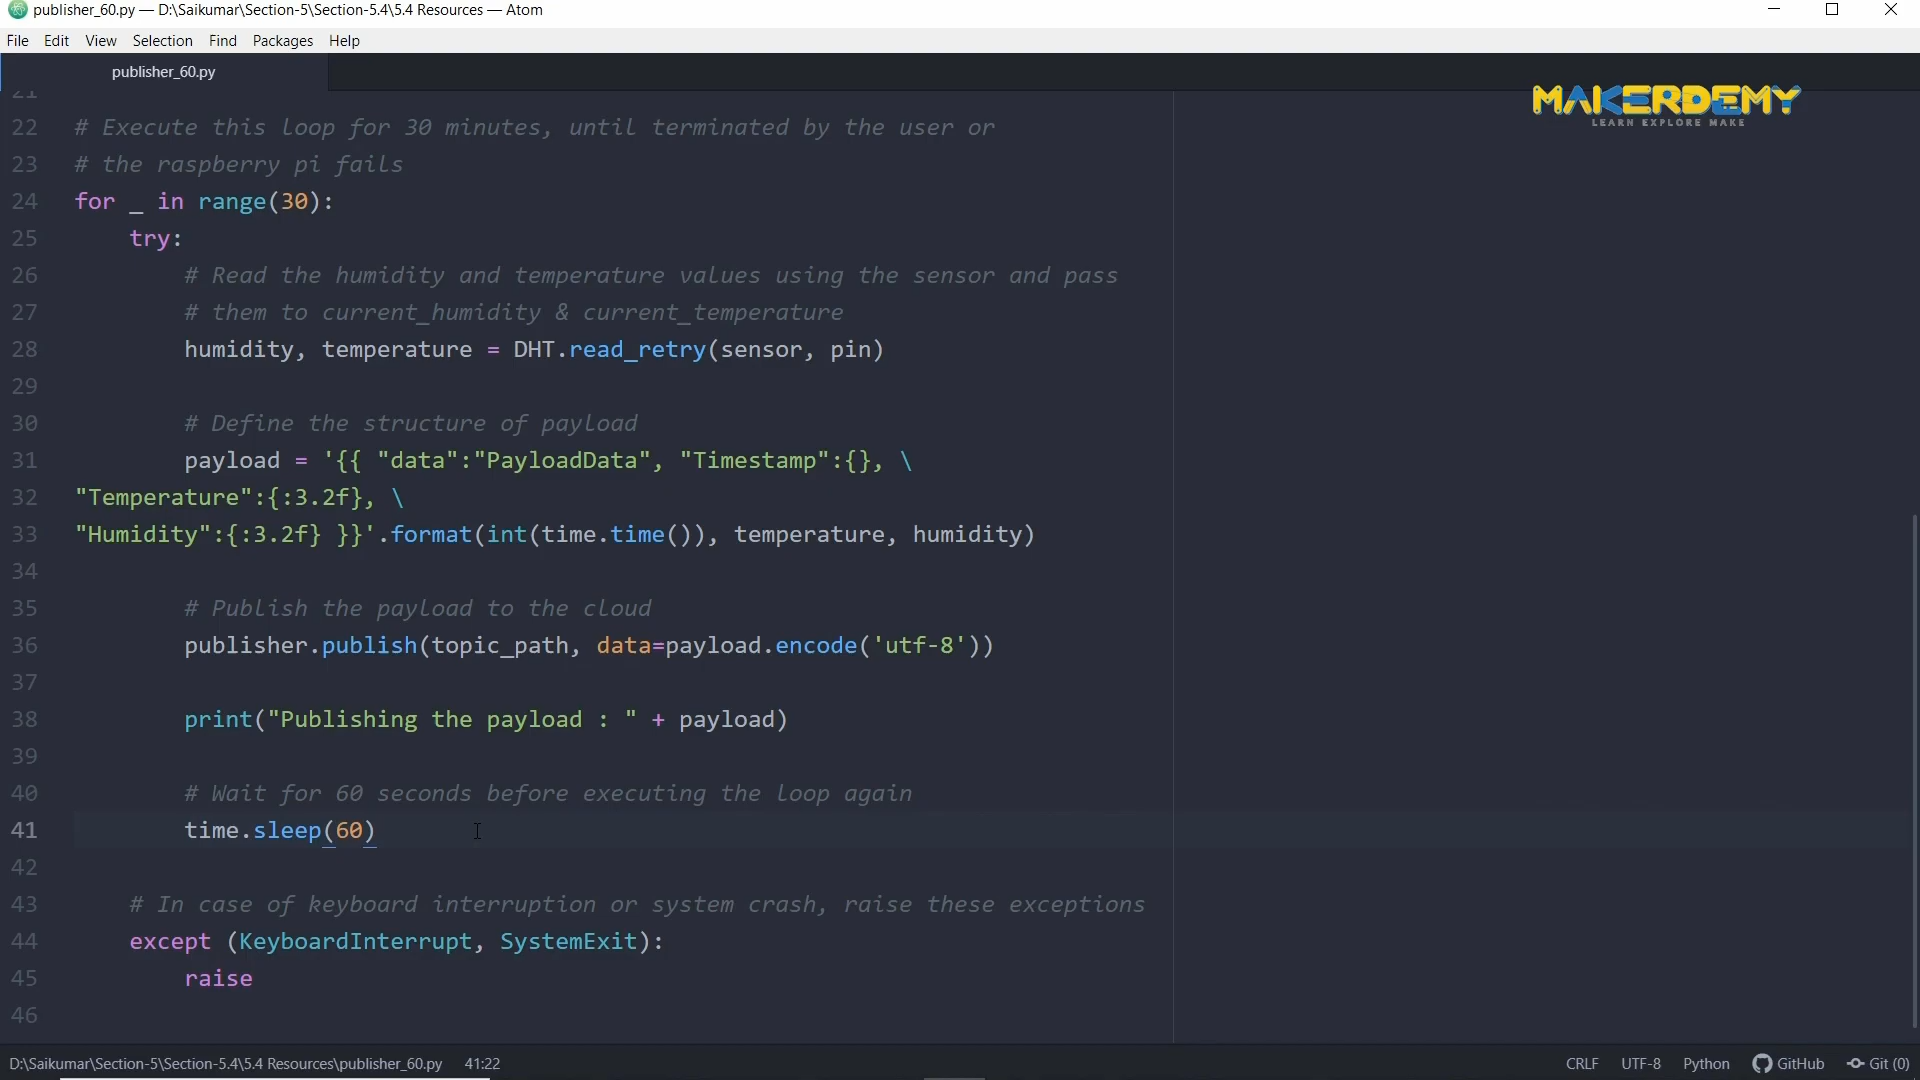 publisher_60.py — D:\Saikumar\Section-5\Section-5.4\5.4 Resources — Atom
File Edit View Selection Find Packages Help
publisher_60.py
MAKERDEMY
LEARN EXPLORE MAKE
21
22 # Execute this loop for 30 minutes, until terminated by the user or
23 # the raspberry pi fails
24 for _ in range(30):
25     try:
26         # Read the humidity and temperature values using the sensor and pass
27         # them to current_humidity & current_temperature
28         humidity, temperature = DHT.read_retry(sensor, pin)
29
30         # Define the structure of payload
31         payload = '{{ "data":"PayloadData", "Timestamp":{}, \
32 "Temperature":{:3.2f}, \
33 "Humidity":{:3.2f} }}'.format(int(time.time()), temperature, humidity)
34
35         # Publish the payload to the cloud
36         publisher.publish(topic_path, data=payload.encode('utf-8'))
37
38         print("Publishing the payload : " + payload)
39
40         # Wait for 60 seconds before executing the loop again
41         time.sleep(60)
42
43     # In case of keyboard interruption or system crash, raise these exceptions
44     except (KeyboardInterrupt, SystemExit):
45         raise
46
D:\Saikumar\Section-5\Section-5.4\5.4 Resources\publisher_60.py 41:22 CRLF UTF-8 Python GitHub Git (0)